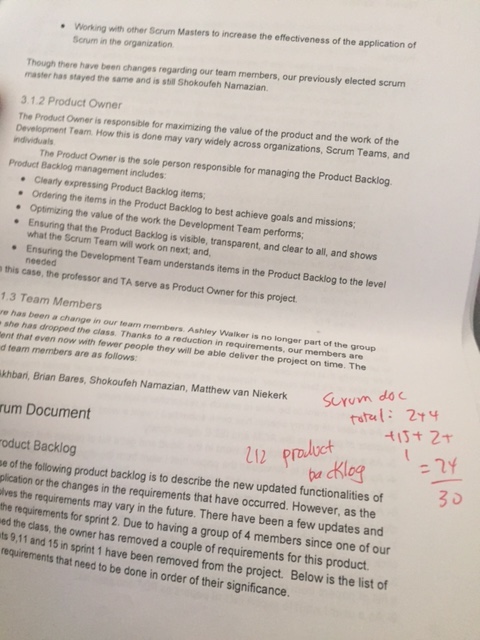 • Working with other Scrum Masters to increase the effectiveness of the application of
Scrum in the organization.
Though there have been changes regarding our team members, our previously elected scrum
master has stayed the same and is still Shokoufeh Namazian.
3.1.2 Product Owner
The Product Owner is responsible for maximizing the value of the product and the work of the
Development Team. How this is done may vary widely across organizations, Scrum Teams, and
individuals.
The Product Owner is the sole person responsible for managing the Product Backlog.
Product Backlog management includes:
• Clearly expressing Product Backlog items;
• Ordering the items in the Product Backlog to best achieve goals and missions;
• Optimizing the value of the work the Development Team performs;
• Ensuring that the Product Backlog is visible, transparent, and clear to all, and shows
what the Scrum Team will work on next; and,
• Ensuring the Development Team understands items in the Product Backlog to the level
needed
this case, the professor and TA serve as Product Owner for this project.
1.3 Team Members
re has been a change in our team members. Ashley Walker is no longer part of the group
she has dropped the class. Thanks to a reduction in requirements, our members are
ent that even now with fewer people they will be able deliver the project on time. The
d team members are as follows:
khbari, Brian Bares, Shokoufeh Namazian, Matthew van Niekerk
Scrum doc
total: 2+4
+15+2+
1
= 24
30
rum Document
2/2 product
backlog
roduct Backlog
se of the following product backlog is to describe the new updated functionalities of
plication or the changes in the requirements that have occurred. However, as the
olves the requirements may vary in the future. There have been a few updates and
the requirements for sprint 2. Due to having a group of 4 members since one of our
ed the class, the owner has removed a couple of requirements for this product.
ts 9,11 and 15 in sprint 1 have been removed from the project. Below is the list of
requirements that need to be done in order of their significance.